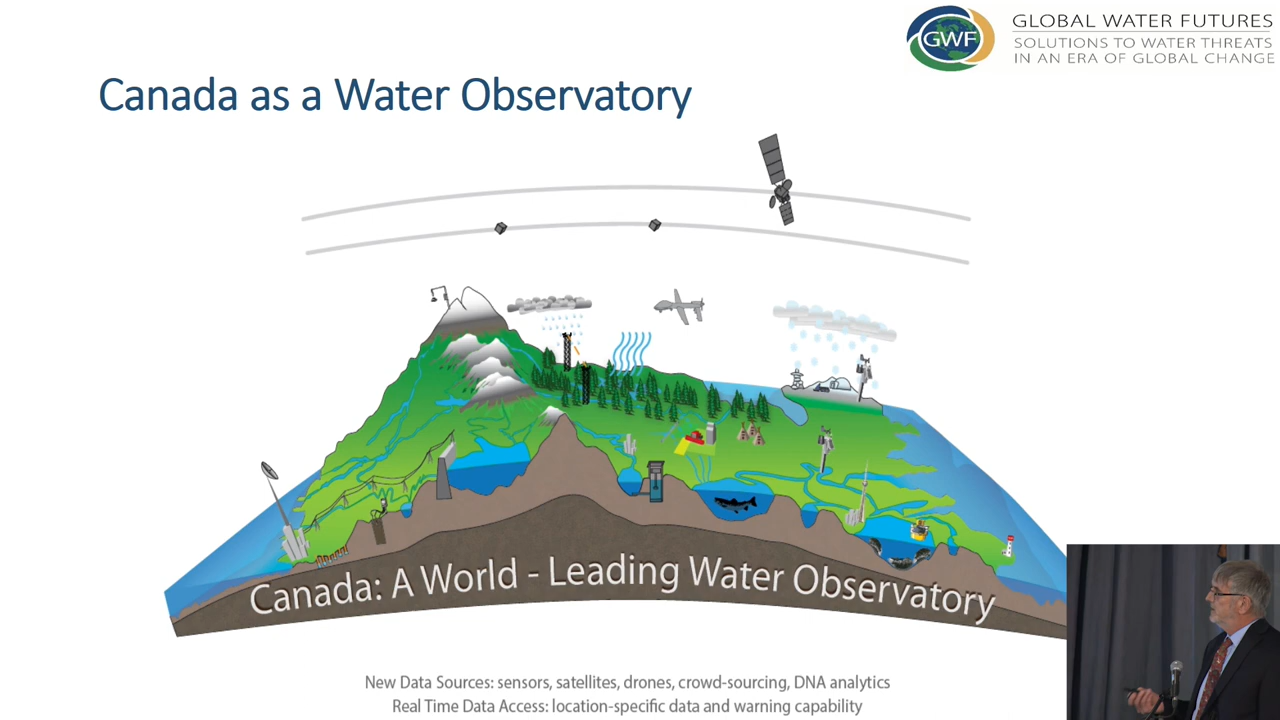 GWF
GLOBAL WATER FUTURES
SOLUTIONS TO WATER THREATS
IN AN ERA OF GLOBAL CHANGE
Canada as a Water Observatory
Canada: A World - Leading Water Observatory
New Data Sources: sensors, satellites, drones, crowd-sourcing, DNA analytics
Real Time Data Access: location-specific data and warning capability